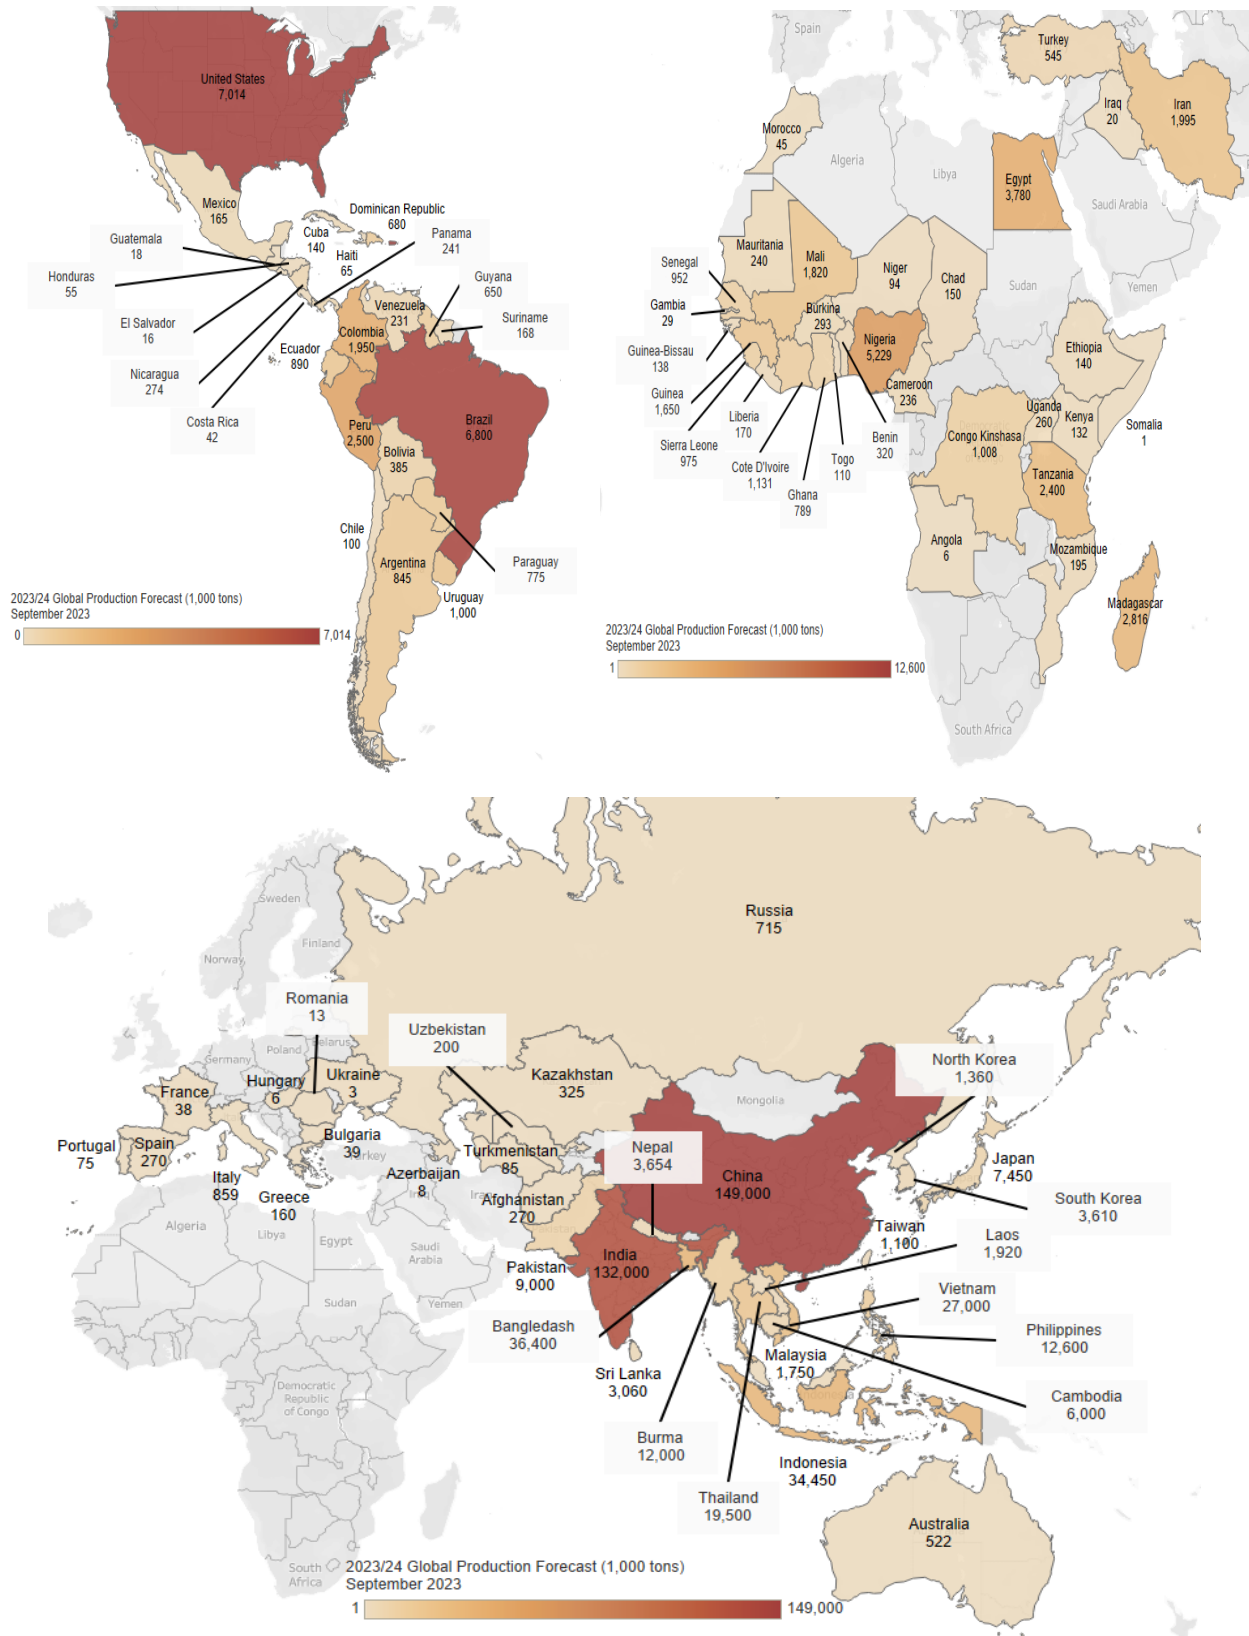 United States
7,014
Mexico
165
Dominican Republic
680
Cuba
140
Panama
241
Guatemala
18
Haiti
65
Honduras
55
Guyana
650
Venezuela
231
El Salvador
16
Colombia
1,950
Suriname
168
Ecuador
890
Nicaragua
274
Costa Rica
42
Peru
2,500
Brazil
6,800
Bolivia
385
Chile
100
Argentina
845
Paraguay
775
Uruguay
1,000
2023/24 Global Production Forecast (1,000 tons)
September 2023
0
7,014
Spain
Turkey
545
Iraq
20
Iran
1,995
Morocco
45
Algeria
Libya
Egypt
3,780
Saudi Arabia
Mauritania
240
Mali
1,820
Senegal
952
Niger
94
Chad
150
Sudan
Yemen
Gambia
29
Burkina
293
Nigeria
5,229
Guinea-Bissau
138
Ethiopia
140
Guinea
1,650
Cameroon
236
Liberia
170
Uganda
260
Kenya
132
Somalia
1
Sierra Leone
975
Benin
320
Congo Kinshasa
1,008
Togo
110
Cote D'Ivoire
1,131
Tanzania
2,400
Ghana
789
Angola
6
Mozambique
195
Madagascar
2,816
South Africa
2023/24 Global Production Forecast (1,000 tons)
September 2023
1
12,600
Russia
715
Sweden
Finland
Norway
Romania
13
Uzbekistan
200
Belarus
Poland
Germany
North Korea
1,360
Hungary
6
Ukraine
3
Kazakhstan
325
France
38
Mongolia
Portugal
75
Spain
270
Bulgaria
39
Turkey
Turkmenistan
85
Nepal
3,654
Japan
7,450
China
149,000
Italy
859
Azerbaijan
8
Iraq
Iran
Greece
160
Afghanistan
270
South Korea
3,610
Algeria
Libya
Egypt
Saudi
Arabia
Pakistan
Taiwan
1,100
Laos
1,920
India
132,000
Pakistan
9,000
Vietnam
27,000
Sudan
Yemen
Bangledash
36,400
Philippines
12,600
Malaysia
1,750
Sri Lanka
3,060
Democratic
Republic
of Congo
Indonesia
Cambodia
6,000
Burma
12,000
Indonesia
34,450
Thailand
19,500
Australia
522
South
Africa
2023/24 Global Production Forecast (1,000 tons)
September 2023
1
149,000